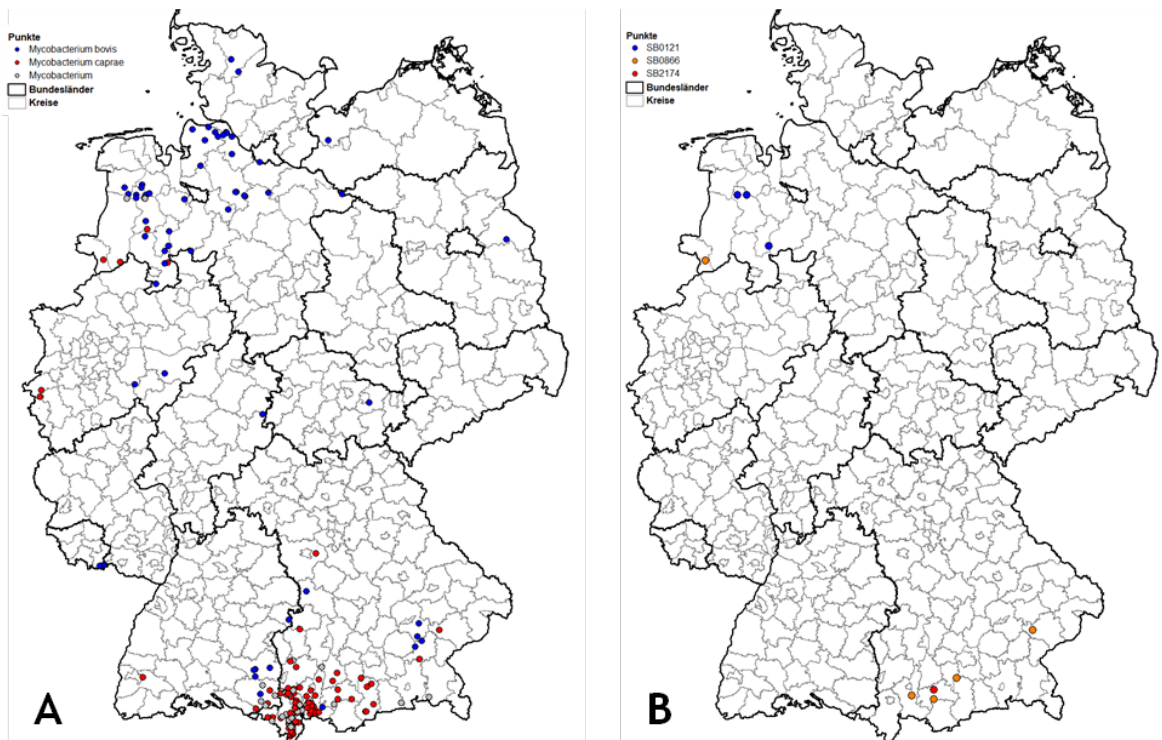 Punkte
Mycobacterium bovis
Mycobacterium caprae
Mycobacterium
Bundesländer
Kreise
A
Punkte
SB0121
SB0866
SB2174
Bundesländer
Kreise
B